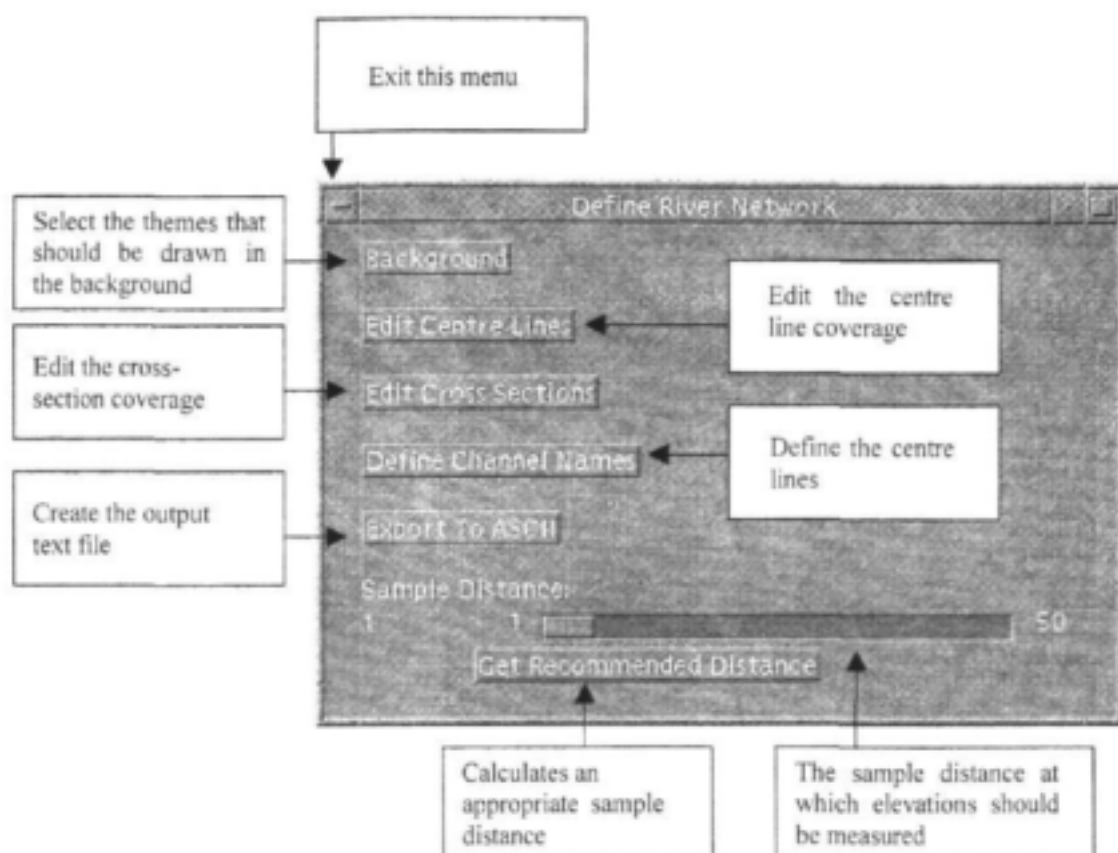 Exit this menu
Define River Network
Select the themes that
should be drawn in
the background
Background
Edit the centre
line coverage
Edit Centre Lines
Edit the cross-
section coverage
Edit Cross Sections
Define the centre
lines
Define Channel Names
Create the output
text file
Export To ASCII
Sample Distance:
1 1 50
Get Recommended Distance
Calculates an
appropriate sample
distance
The sample distance at
which elevations should
be measured